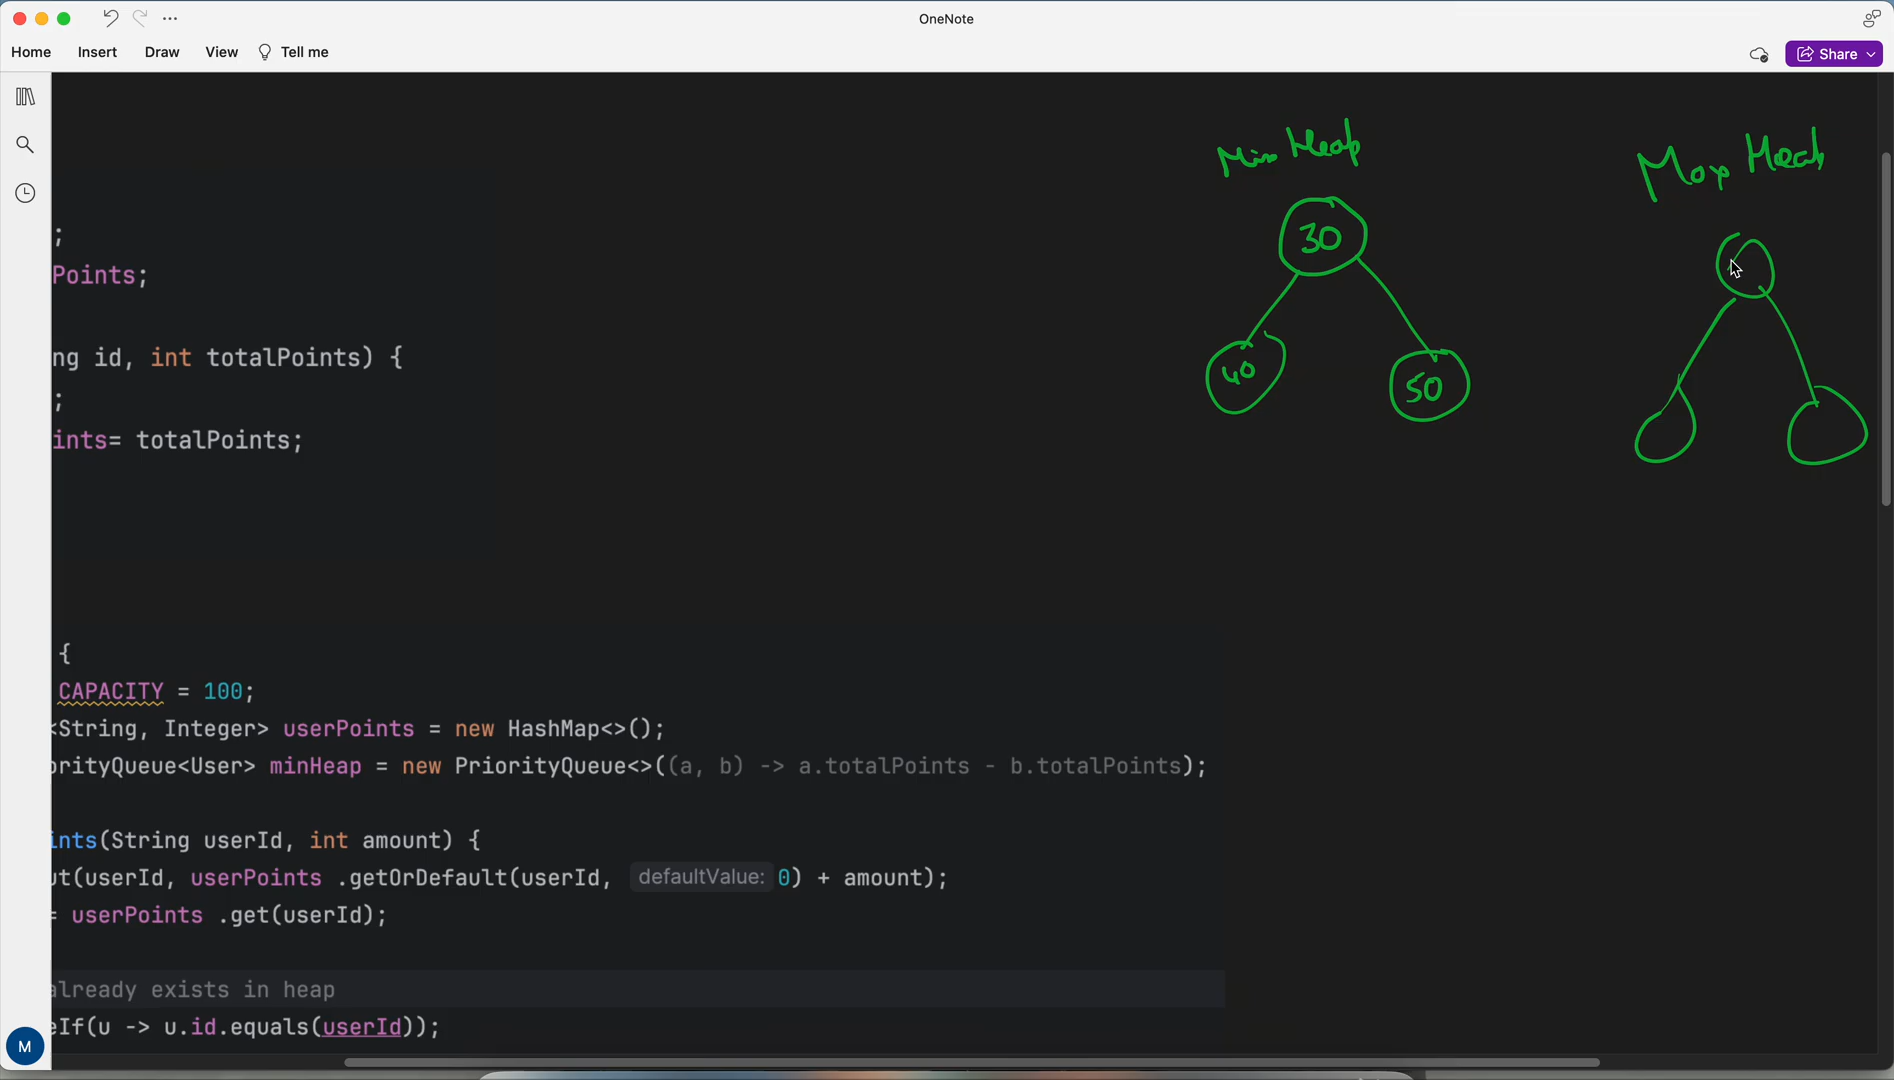 OneNote
Home Insert Draw View Tell me Share
Min Heap
Max Heap
30
40 50
;
Points;
ng id, int totalPoints) {
;
ints= totalPoints;
{
CAPACITY = 100;
<String, Integer> userPoints = new HashMap<>();
orityQueue<User> minHeap = new PriorityQueue<>((a, b) -> a.totalPoints - b.totalPoints);
ints(String userId, int amount) {
ut(userId, userPoints .getOrDefault(userId, defaultValue: 0) + amount);
= userPoints .get(userId);
already exists in heap
eIf(u -> u.id.equals(userId));
M